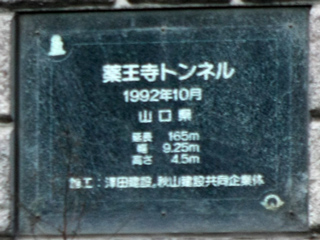 薬王寺トンネル
1992年10月
山口県
延長 165m
幅 9.25m
高さ 4.5m
施工：澤田建設,秋山建設共同企業体